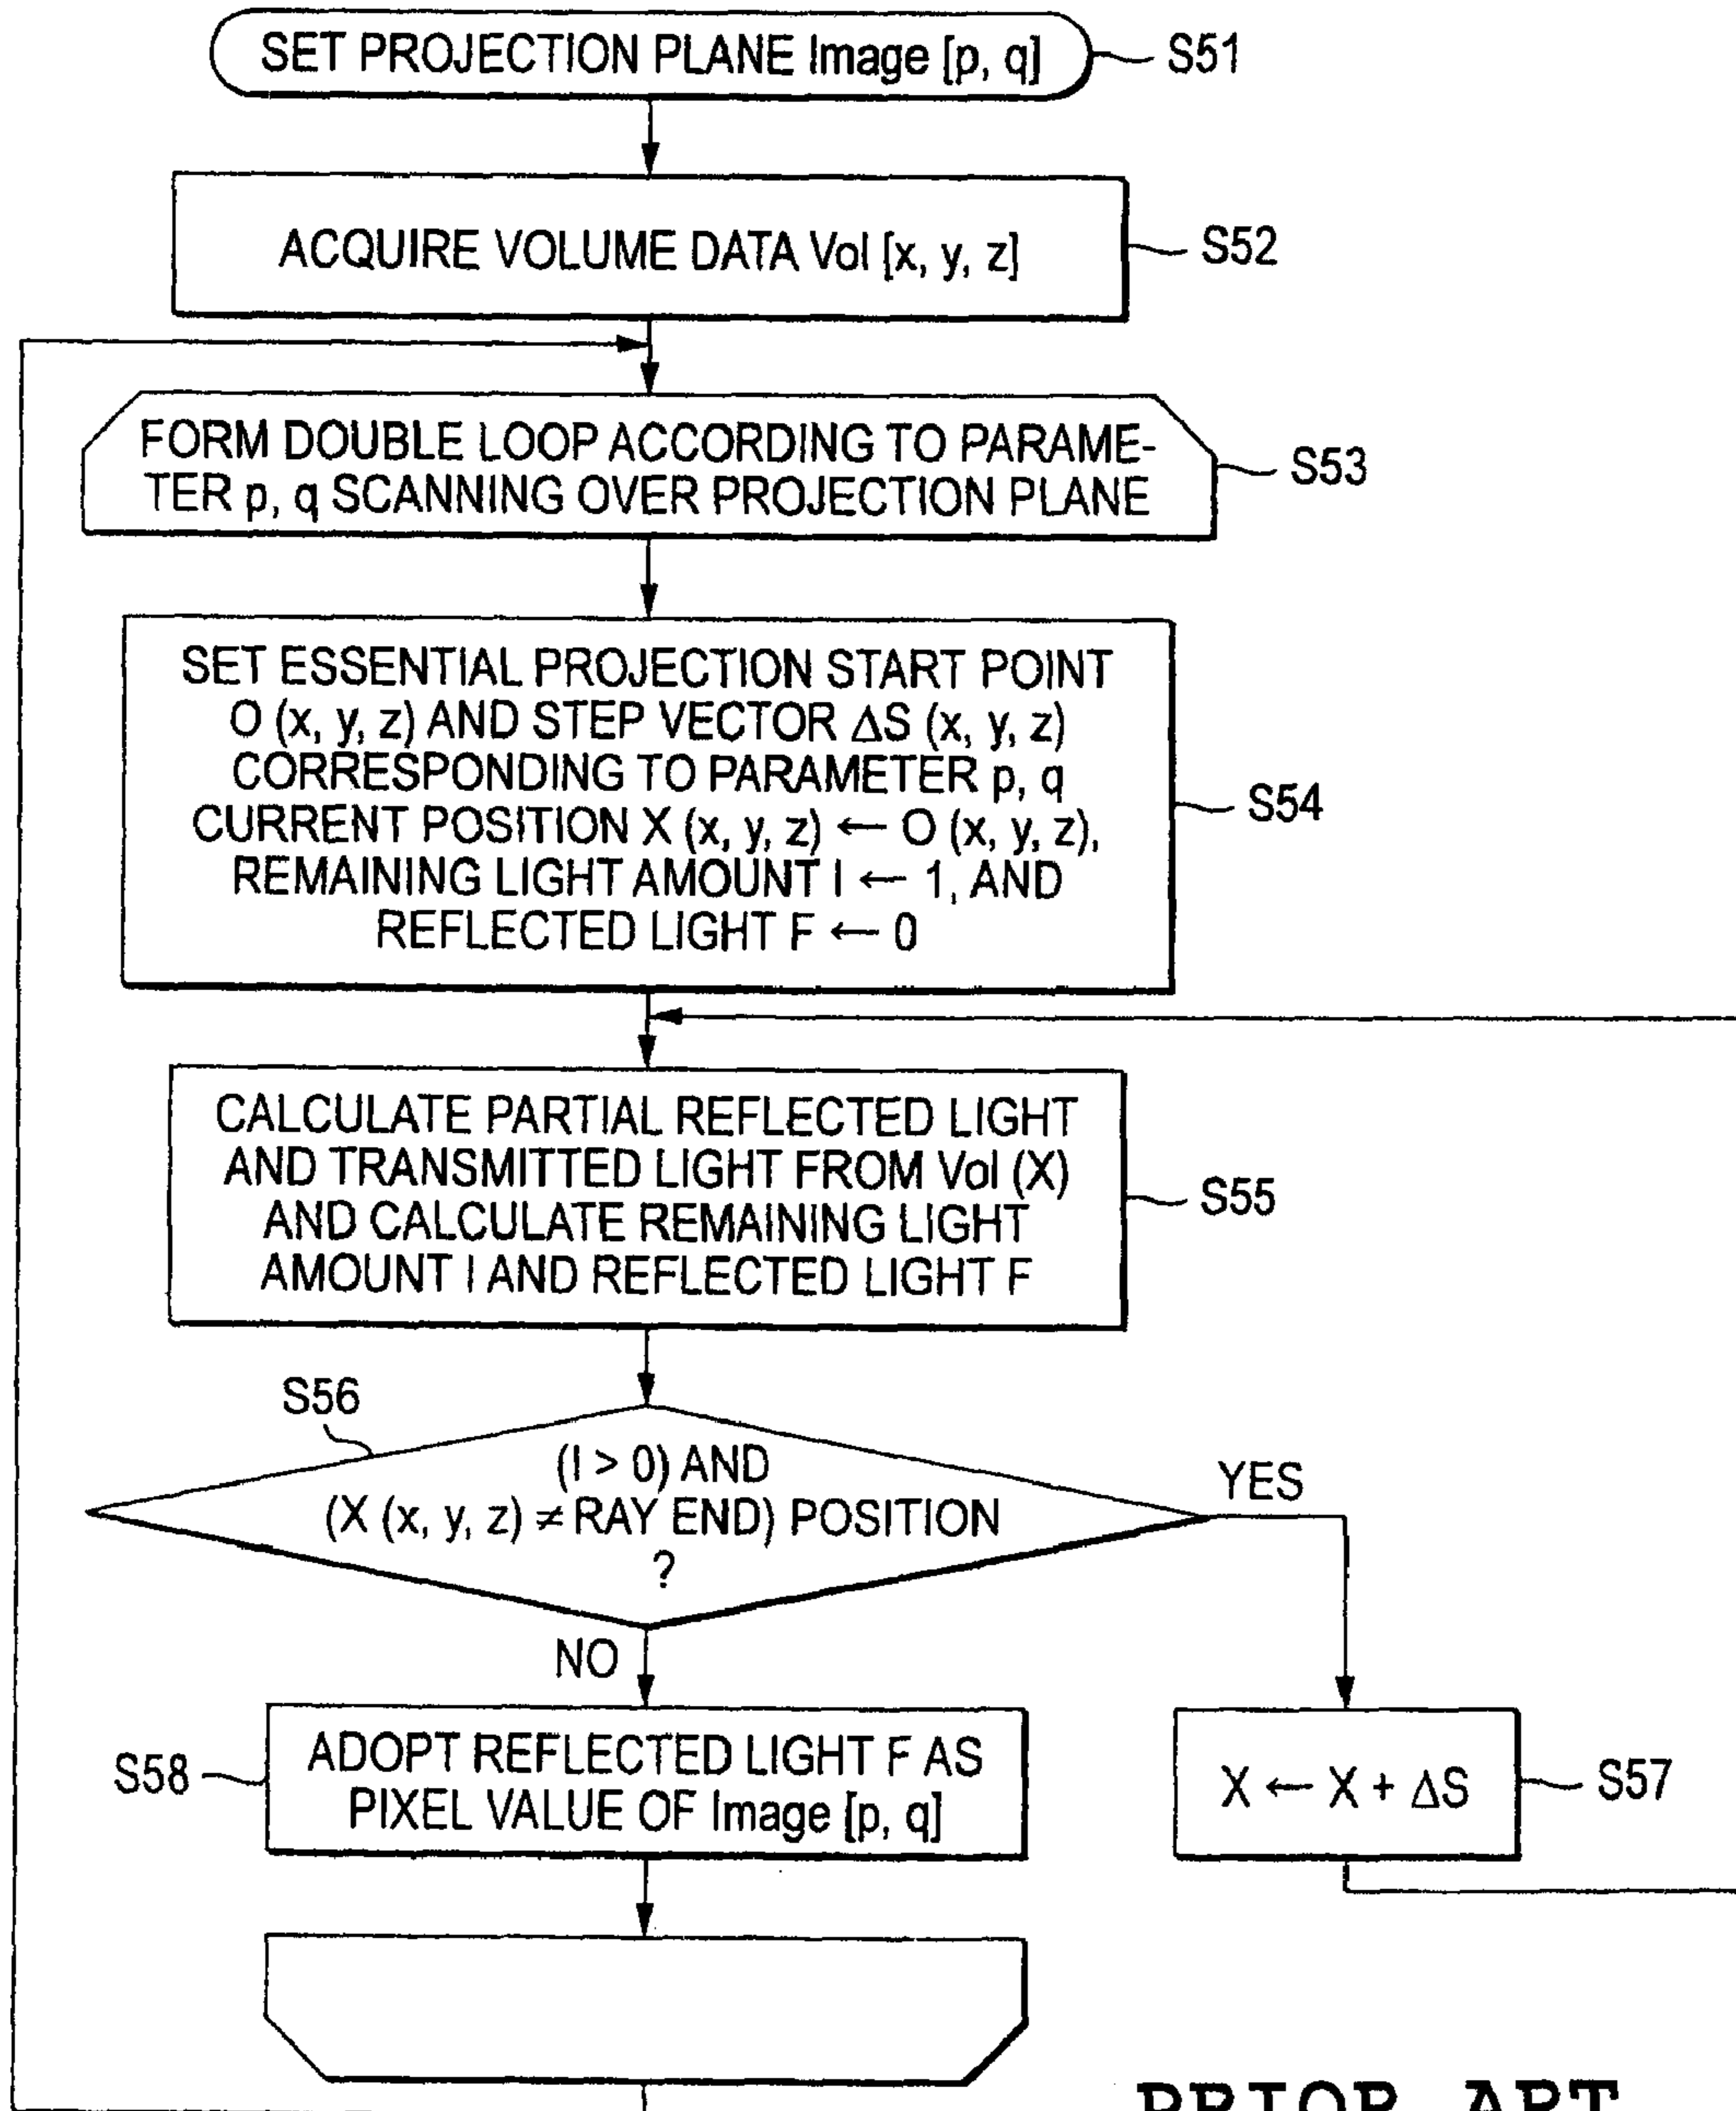 SET PROJECTION PLANE Image [p, q]
S51
ACQUIRE VOLUME DATA Vol [x, y, z]
S52
FORM DOUBLE LOOP ACCORDING TO PARAME-
TER p, q SCANNING OVER PROJECTION PLANE
S53
SET ESSENTIAL PROJECTION START POINT
O (x, y, z) AND STEP VECTOR ΔS (x, y, z)
CORRESPONDING TO PARAMETER p, q
CURRENT POSITION X (x, y, z) ← O (x, y, z),
REMAINING LIGHT AMOUNT I ← 1, AND
REFLECTED LIGHT F ← 0
S54
CALCULATE PARTIAL REFLECTED LIGHT
AND TRANSMITTED LIGHT FROM Vol (X)
AND CALCULATE REMAINING LIGHT
AMOUNT I AND REFLECTED LIGHT F
S55
S56
(I > 0) AND
(X (x, y, z) ≠ RAY END) POSITION
?
YES
NO
S58
ADOPT REFLECTED LIGHT F AS
PIXEL VALUE OF Image [p, q]
X ← X + ΔS
S57
PRIOR ART